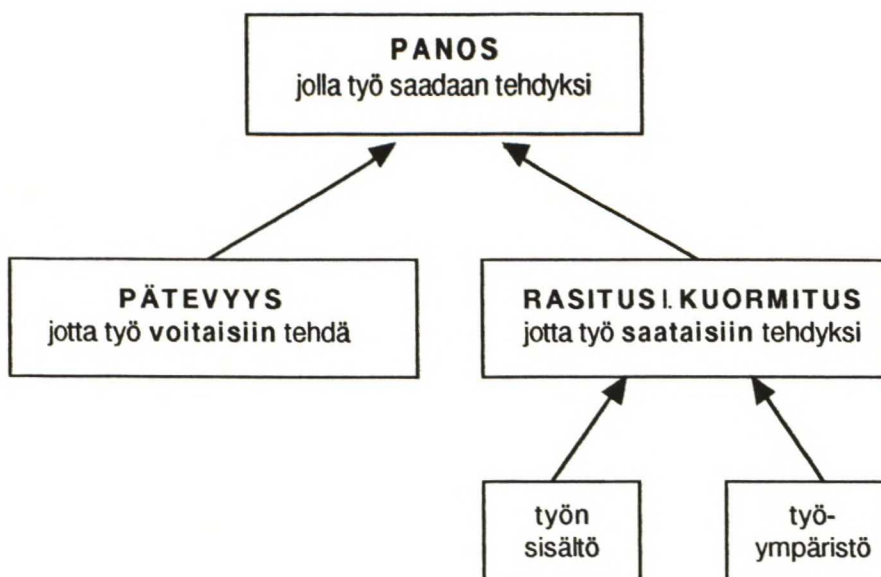 PANOS
jolla työ saadaan tehdyksi
PÄTEVYYS
jotta työ voitaisiin tehdä
RASITUS l. KUORMITUS
jotta työ saataisiin tehdyksi
työn
sisältö
työ-
ympäristö